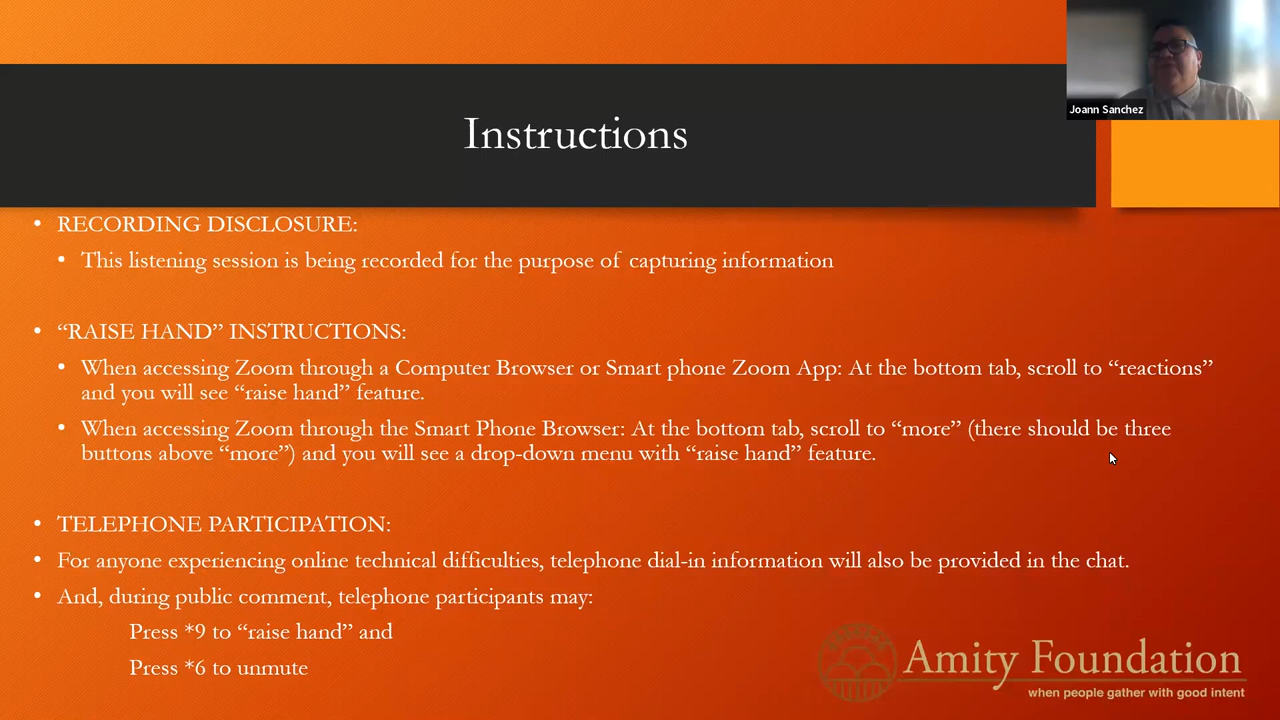 Joann Sanchez
Instructions
• RECORDING DISCLOSURE:
• This listening session is being recorded for the purpose of capturing information
• “RAISE HAND” INSTRUCTIONS:
• When accessing Zoom through a Computer Browser or Smart phone Zoom App: At the bottom tab, scroll to “reactions”
and you will see “raise hand” feature.
• When accessing Zoom through the Smart Phone Browser: At the bottom tab, scroll to “more” (there should be three
buttons above “more”) and you will see a drop-down menu with “raise hand” feature.
• TELEPHONE PARTICIPATION:
• For anyone experiencing online technical difficulties, telephone dial-in information will also be provided in the chat.
• And, during public comment, telephone participants may:
Press *9 to “raise hand” and
Press *6 to unmute
Amity Foundation
when people gather with good intent